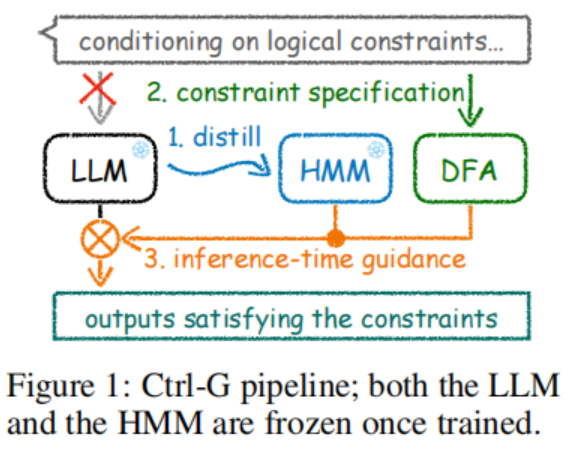 conditioning on logical constraints...
2. constraint specification
1. distill
LLM
HMM
DFA
3. inference-time guidance
outputs satisfying the constraints
Figure 1: Ctrl-G pipeline; both the LLM
and the HMM are frozen once trained.